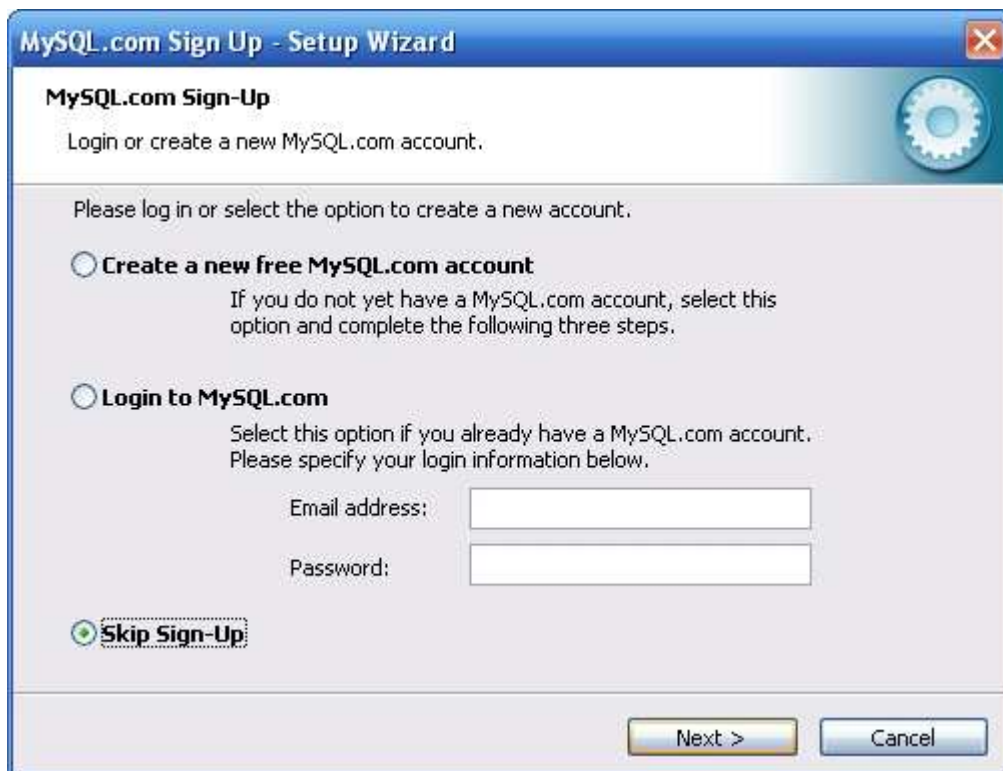 MySQL.com Sign Up - Setup Wizard
MySQL.com Sign-Up
Login or create a new MySQL.com account.
Please log in or select the option to create a new account.
Create a new free MySQL.com account
If you do not yet have a MySQL.com account, select this
option and complete the following three steps.
Login to MySQL.com
Select this option if you already have a MySQL.com account.
Please specify your login information below.
Email address:
Password:
Skip Sign-Up
Next >
Cancel